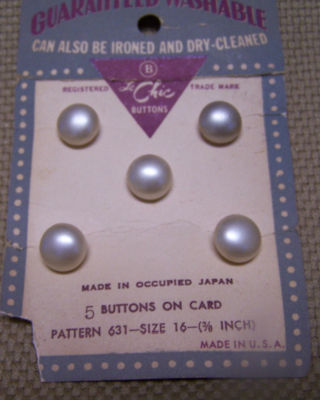 GUARANTEED WASHABLE
CAN ALSO BE IRONED AND DRY-CLEANED
B
REGISTERED Le Chic TRADE MARK
BUTTONS
MADE IN OCCUPIED JAPAN
5 BUTTONS ON CARD
PATTERN 631—SIZE 16—(3/8 INCH)
MADE IN U.S.A.